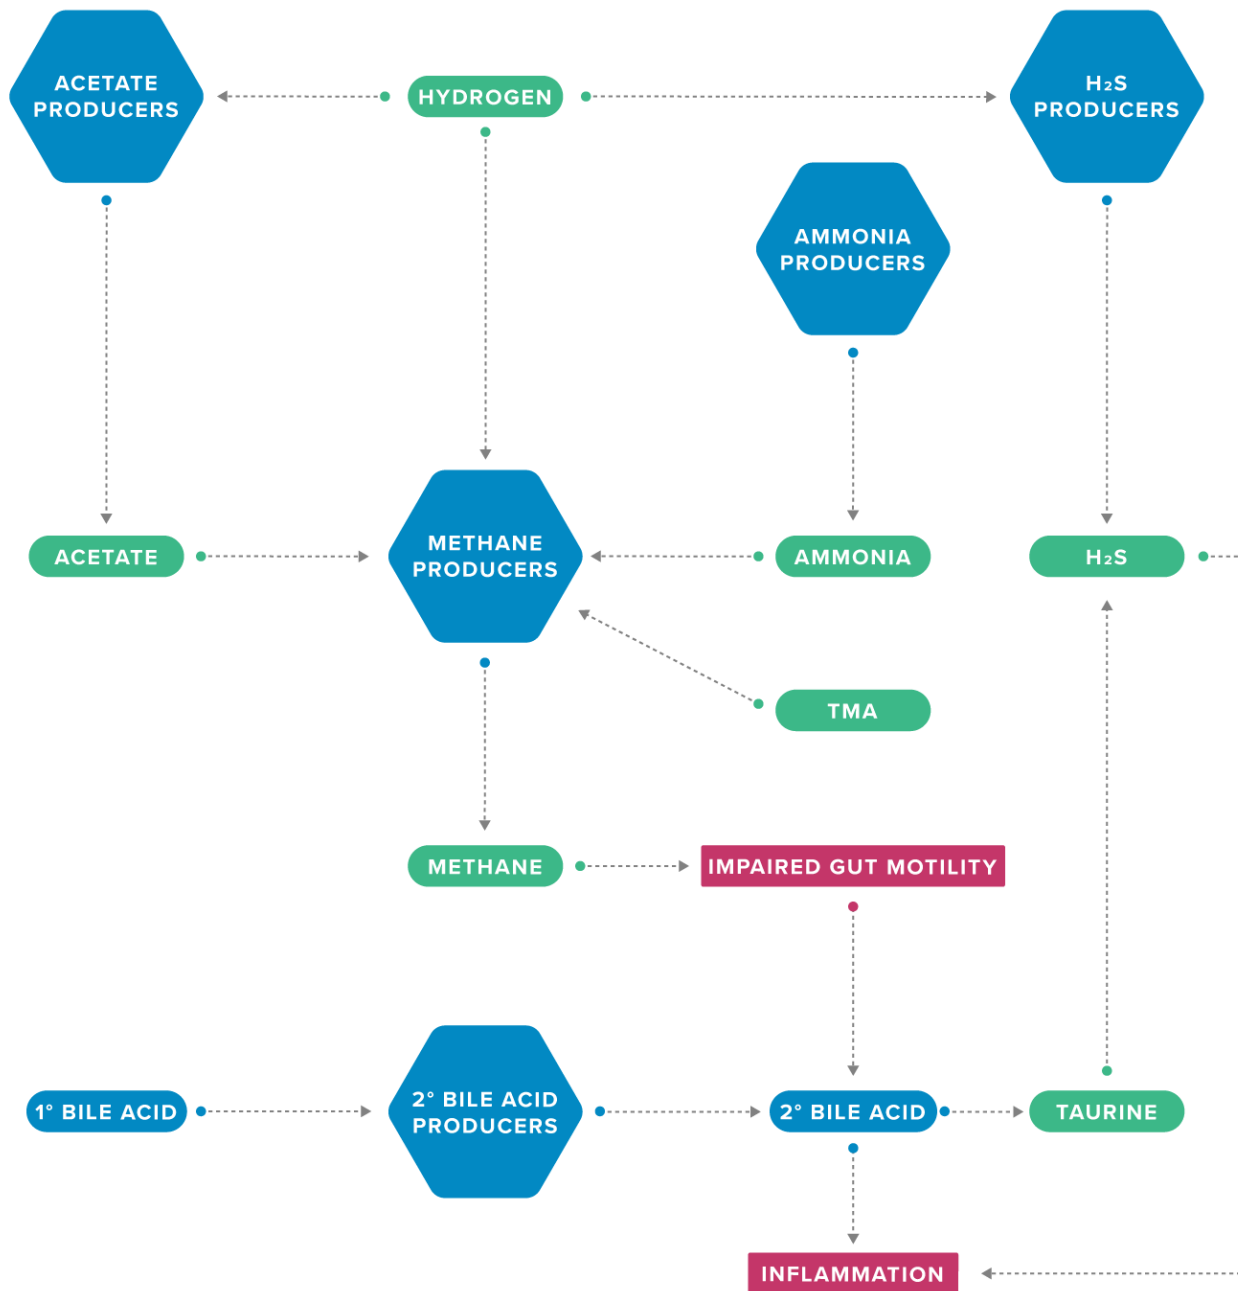 ACETATE
PRODUCERS
HYDROGEN
H₂S
PRODUCERS
AMMONIA
PRODUCERS
ACETATE
METHANE
PRODUCERS
AMMONIA
H₂S
TMA
METHANE
IMPAIRED GUT MOTILITY
1° BILE ACID
2° BILE ACID
PRODUCERS
2° BILE ACID
TAURINE
INFLAMMATION